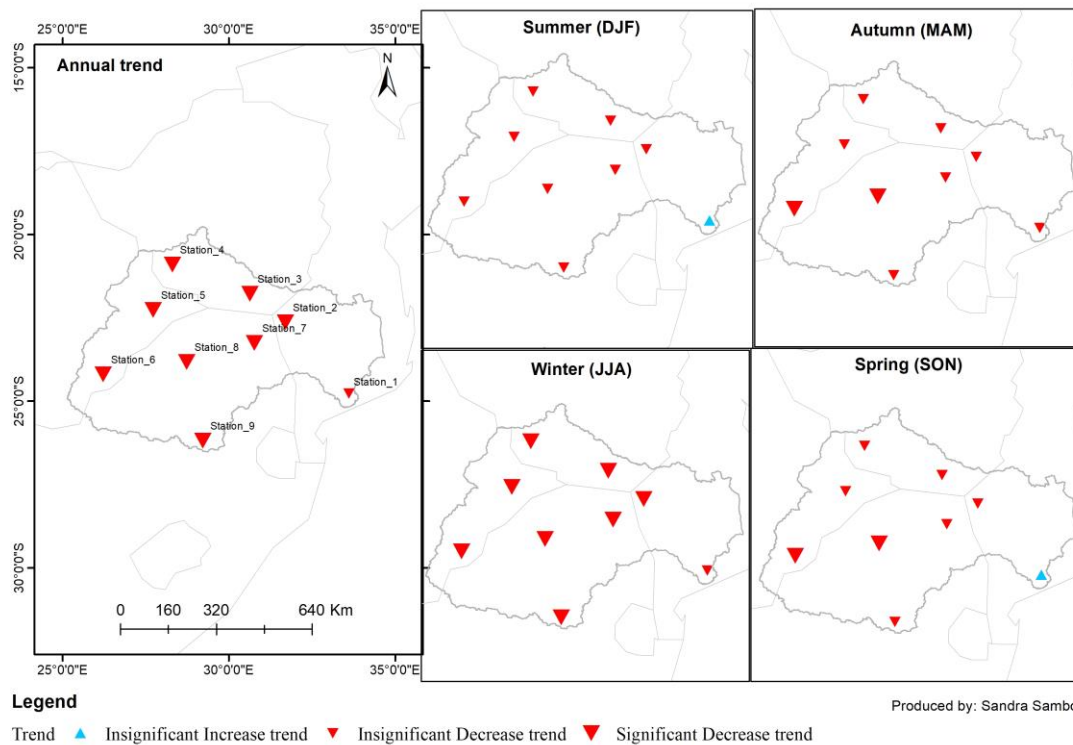 25°0'0"E 30°0'0"E 35°0'0"E
Annual trend
N
15°0'0"S
20°0'0"S
25°0'0"S
30°0'0"S
Station_4
Station_3
Station_5
Station_2
Station_7
Station_8
Station_6
Station_1
Station_9
0 160 320 640 Km
25°0'0"E 30°0'0"E 35°0'0"E
Summer (DJF)
Autumn (MAM)
Winter (JJA)
Spring (SON)
Legend
Produced by: Sandra Sambo
Trend Insignificant Increase trend Insignificant Decrease trend Significant Decrease trend